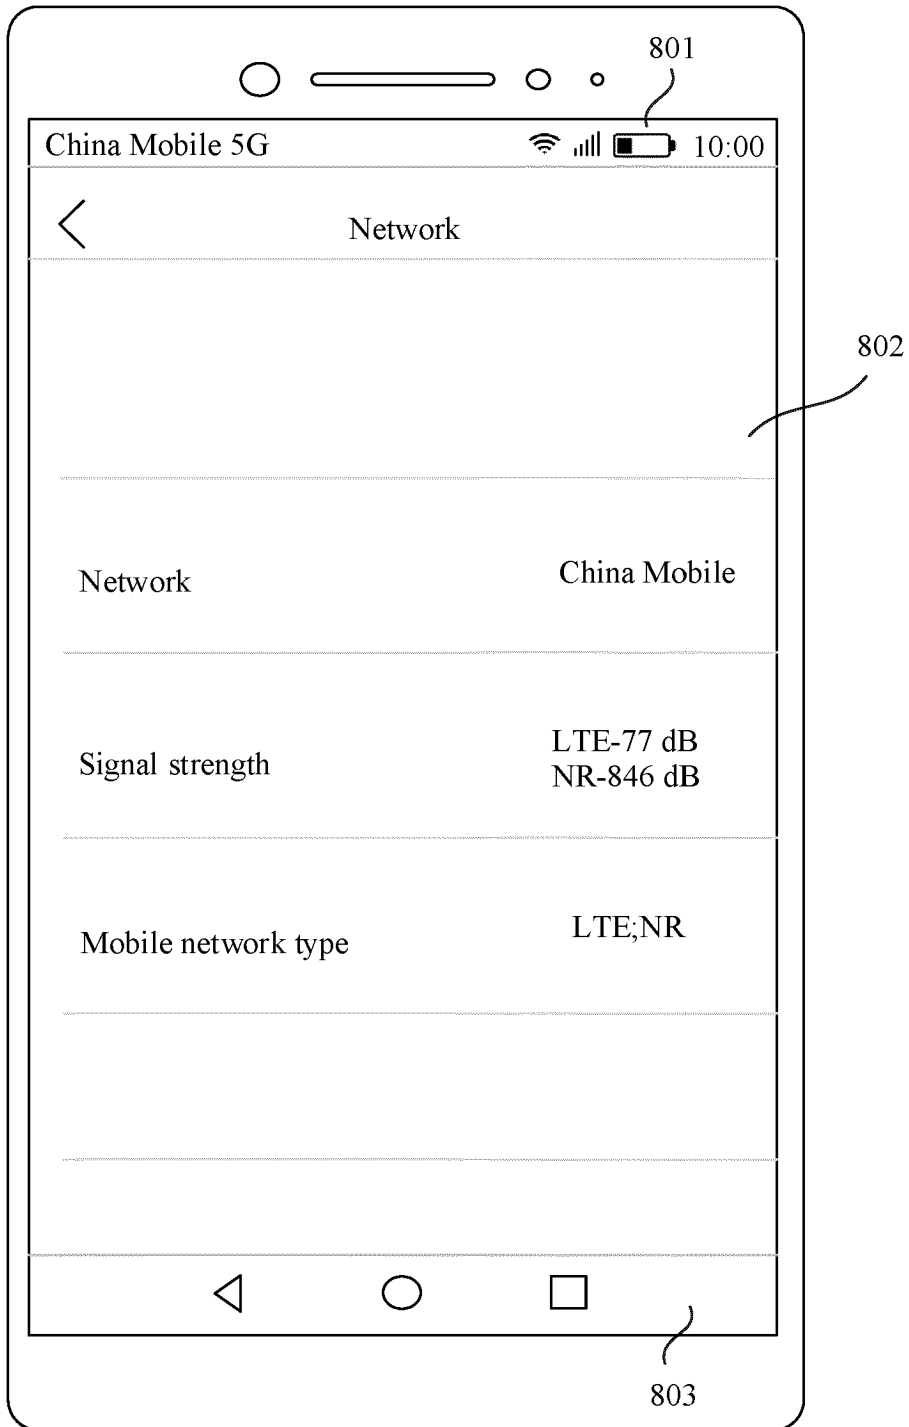 801
China Mobile 5G 10:00
Network
802
Network China Mobile
Signal strength LTE-77 dB
NR-846 dB
Mobile network type LTE;NR
803